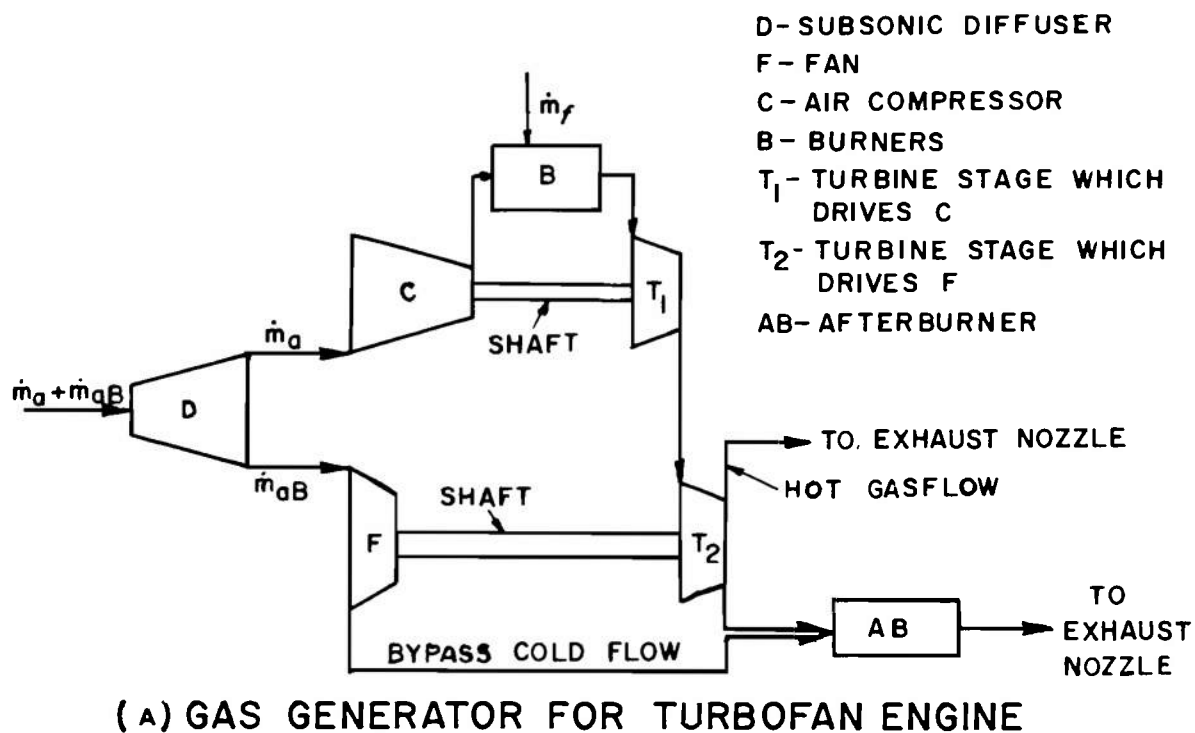 D- SUBSONIC DIFFUSER
F- FAN
C- AIR COMPRESSOR
B- BURNERS
T1- TURBINE STAGE WHICH
DRIVES C
T2- TURBINE STAGE WHICH
DRIVES F
AB- AFTERBURNER
ṁf
B
C
T1
SHAFT
ṁa
ṁa+ṁaB
D
ṁaB
TO. EXHAUST NOZZLE
HOT GASFLOW
SHAFT
F
T2
BYPASS COLD FLOW
AB
TO
EXHAUST
NOZZLE
(A) GAS GENERATOR FOR TURBOFAN ENGINE